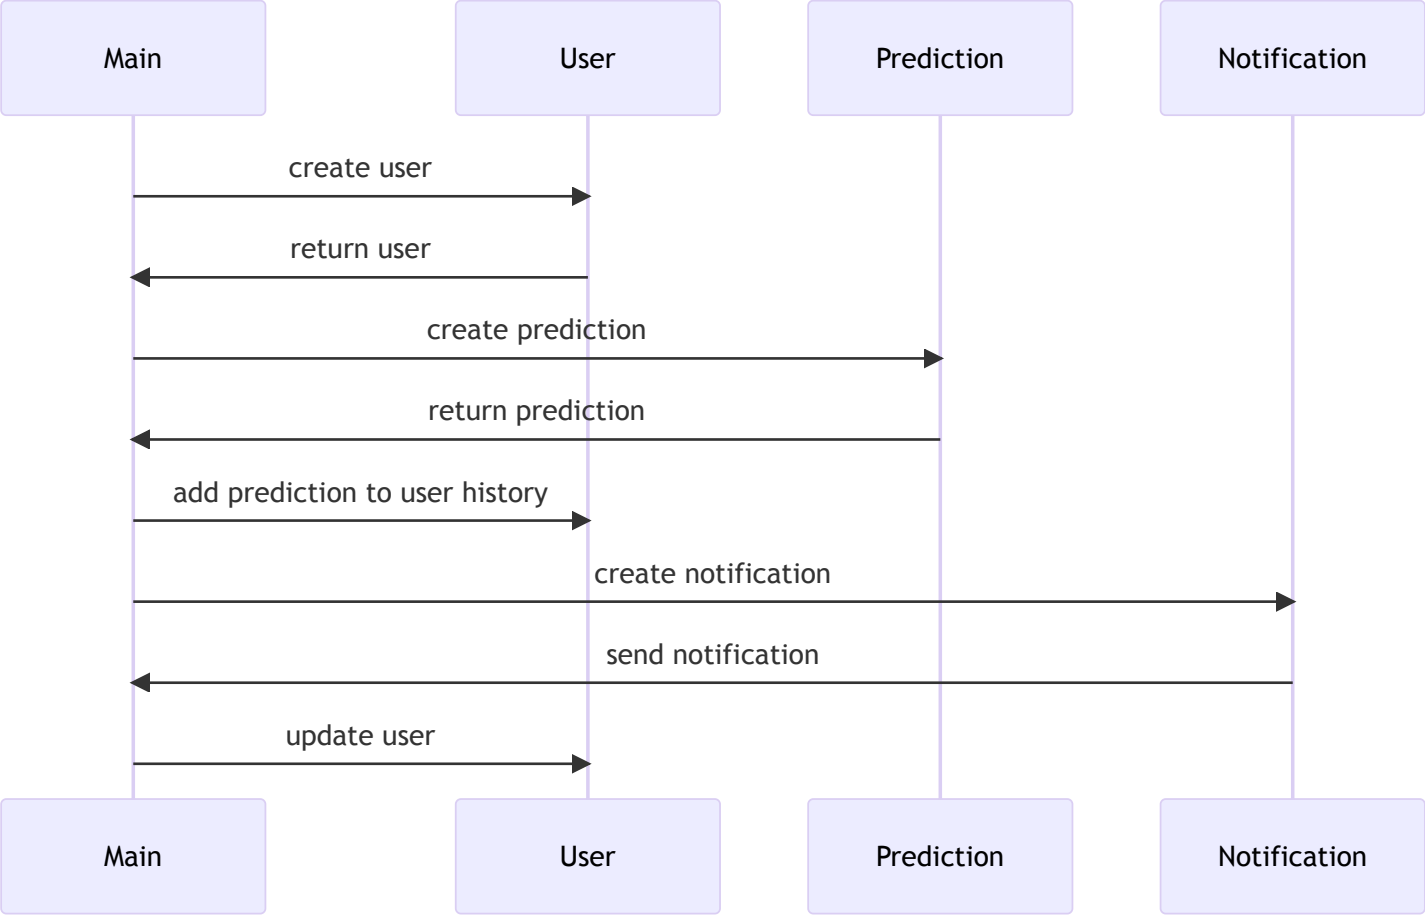 Main
User
Prediction
Notification
create user
return user
create prediction
return prediction
add prediction to user history
create notification
send notification
update user
Main
User
Prediction
Notification